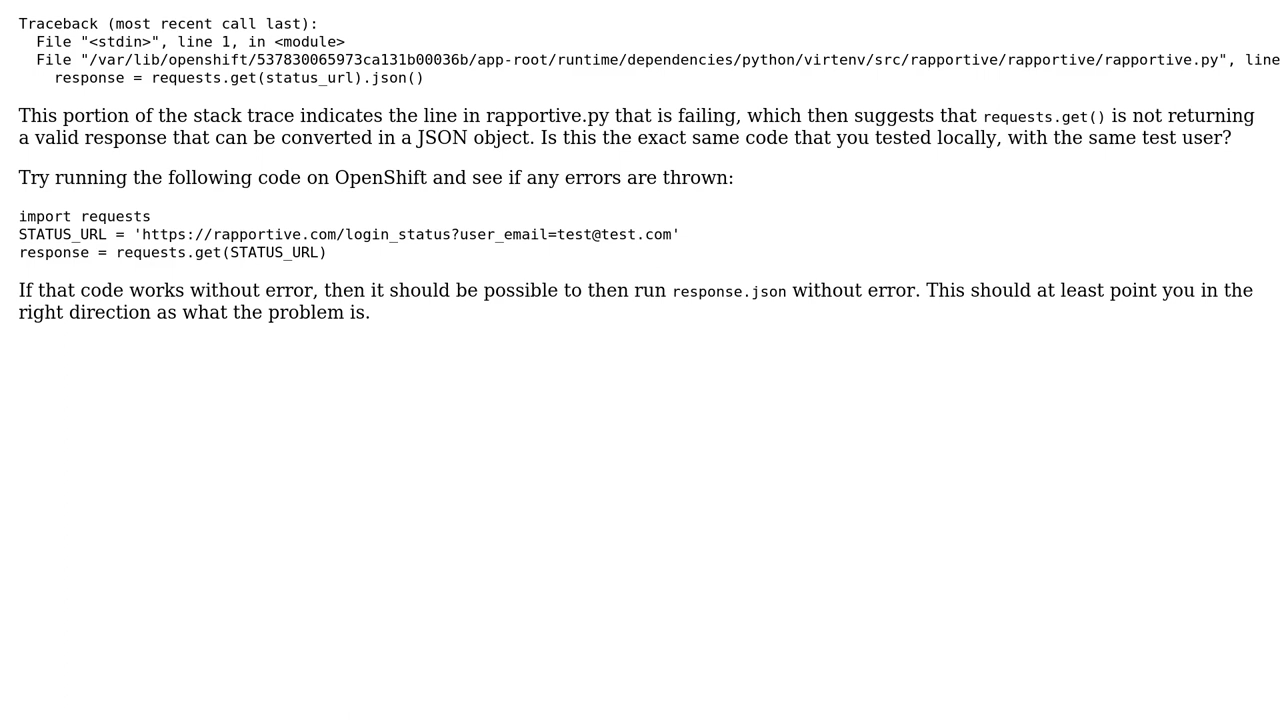 Traceback (most recent call last):
  File "<stdin>", line 1, in <module>
  File "/var/lib/openshift/537830065973ca131b00036b/app-root/runtime/dependencies/python/virtenv/src/rapportive/rapportive/rapportive.py", line
    response = requests.get(status_url).json()
This portion of the stack trace indicates the line in rapportive.py that is failing, which then suggests that requests.get() is not returning
a valid response that can be converted in a JSON object. Is this the exact same code that you tested locally, with the same test user?
Try running the following code on OpenShift and see if any errors are thrown:
import requests
STATUS_URL = 'https://rapportive.com/login_status?user_email=test@test.com'
response = requests.get(STATUS_URL)
If that code works without error, then it should be possible to then run response.json without error. This should at least point you in the
right direction as what the problem is.